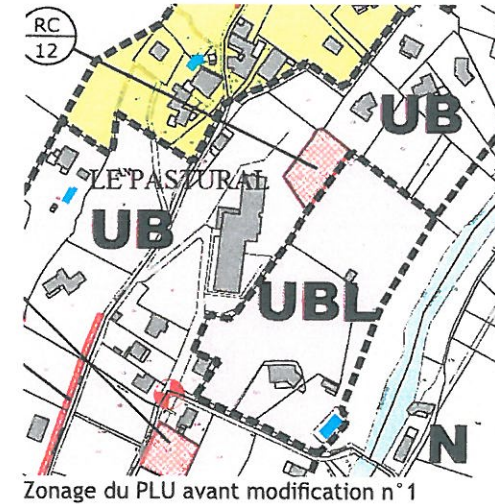 RC
12
UB
LE PASTURAL
UB
UBL
N
Zonage du PLU avant modification n°1